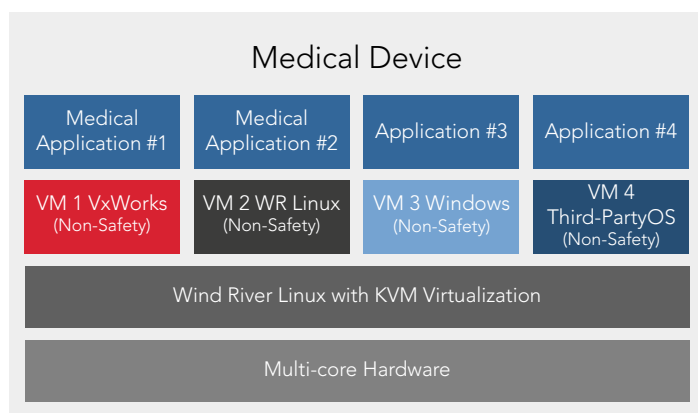 Medical Device
Medical
Application #1
Medical
Application #2
Application #3
Application #4
VM 1 VxWorks
(Non-Safety)
VM 2 WR Linux
(Non-Safety)
VM 3 Windows
(Non-Safety)
VM 4
Third-PartyOS
(Non-Safety)
Wind River Linux with KVM Virtualization
Multi-core Hardware